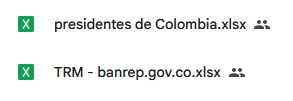 presidentes de Colombia.xlsx
TRM - banrep.gov.co.xlsx